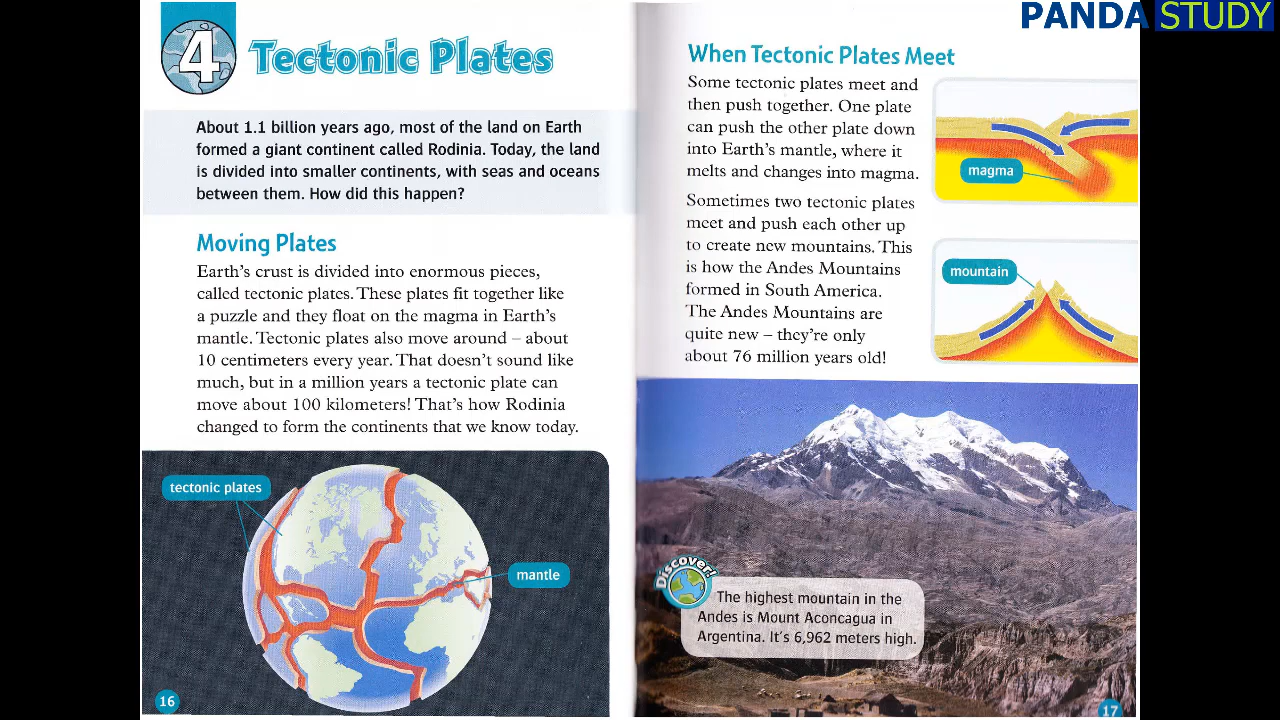 PANDA STUDY
4
Tectonic Plates
About 1.1 billion years ago, most of the land on Earth
formed a giant continent called Rodinia. Today, the land
is divided into smaller continents, with seas and oceans
between them. How did this happen?
Moving Plates
Earth's crust is divided into enormous pieces,
called tectonic plates. These plates fit together like
a puzzle and they float on the magma in Earth's
mantle. Tectonic plates also move around – about
10 centimeters every year. That doesn't sound like
much, but in a million years a tectonic plate can
move about 100 kilometers! That's how Rodinia
changed to form the continents that we know today.
tectonic plates
mantle
16
When Tectonic Plates Meet
Some tectonic plates meet and
then push together. One plate
can push the other plate down
into Earth's mantle, where it
melts and changes into magma.
magma
Sometimes two tectonic plates
meet and push each other up
to create new mountains. This
is how the Andes Mountains
formed in South America.
The Andes Mountains are
quite new – they're only
about 76 million years old!
mountain
Discover!
The highest mountain in the
Andes is Mount Aconcagua in
Argentina. It's 6,962 meters high.
17